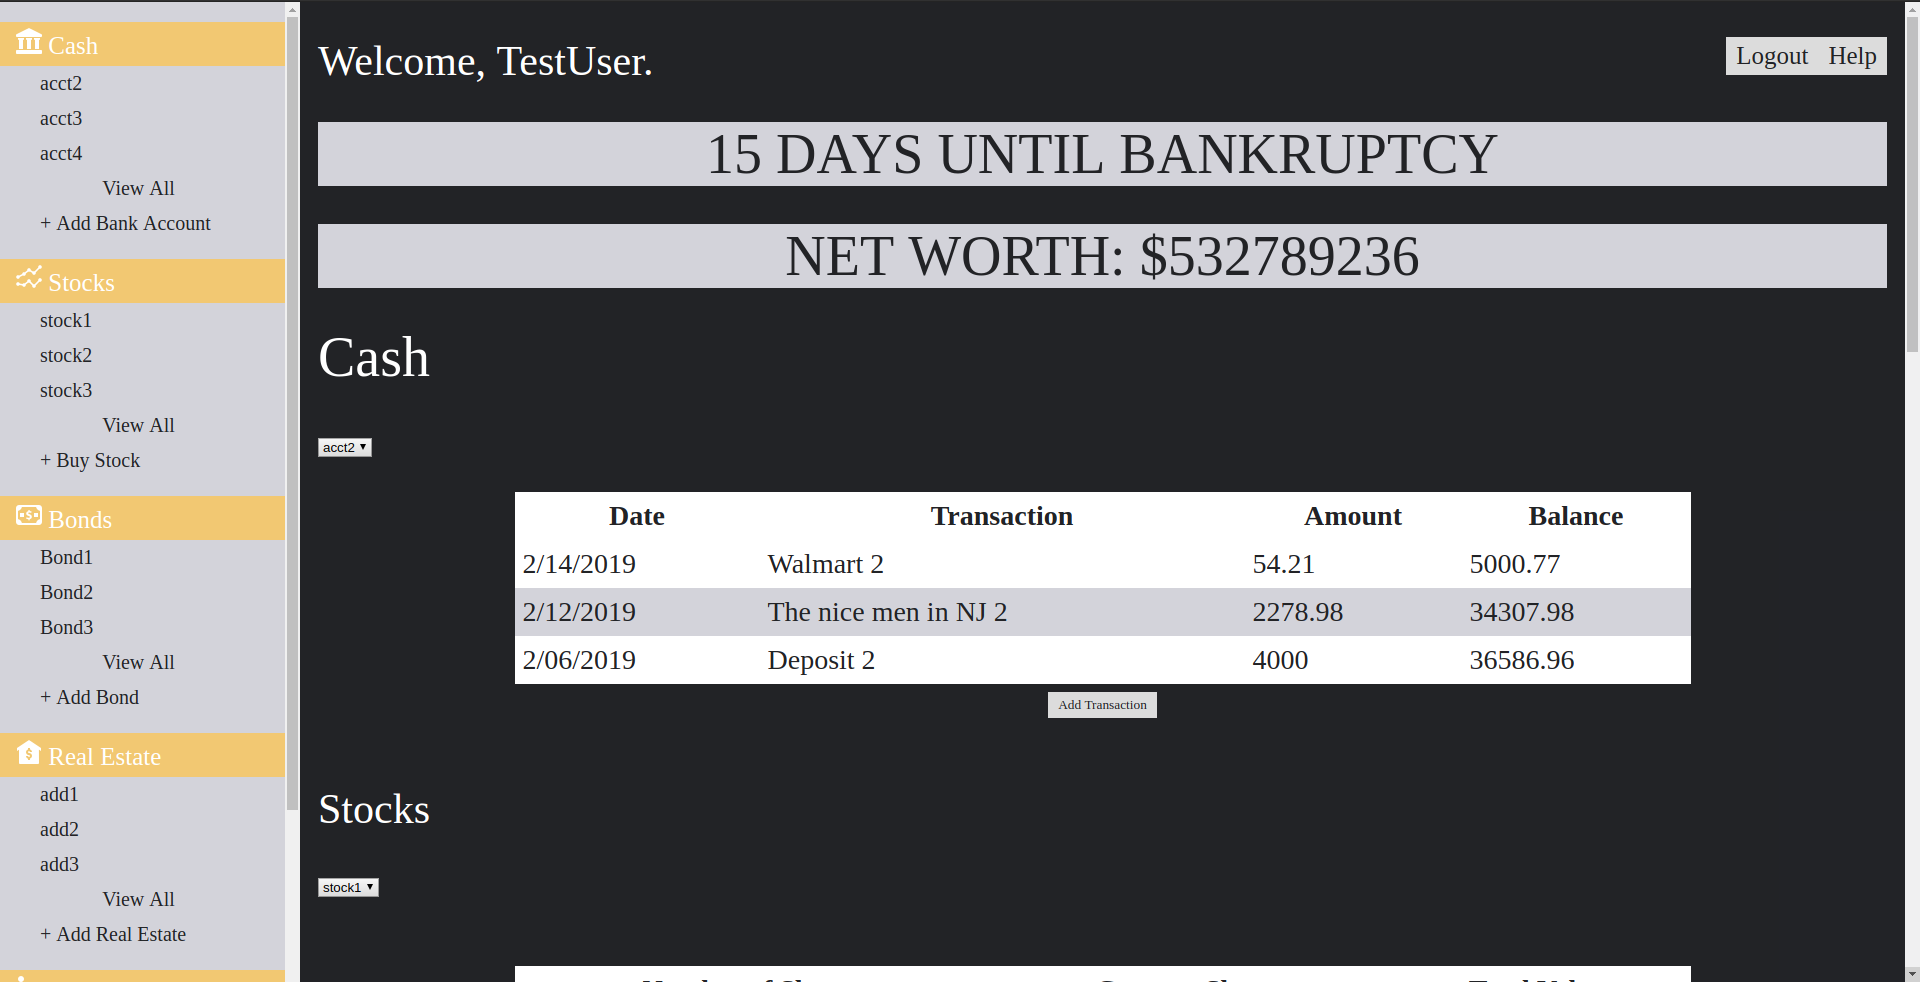 Cash
acct2
acct3
acct4
View All
+ Add Bank Account
Stocks
stock1
stock2
stock3
View All
+ Buy Stock
Bonds
Bond1
Bond2
Bond3
View All
+ Add Bond
Real Estate
add1
add2
add3
View All
+ Add Real Estate
Welcome, TestUser.
Logout Help
15 DAYS UNTIL BANKRUPTCY
NET WORTH: $532789236
Cash
acct2
Date Transaction Amount Balance
2/14/2019 Walmart 2 54.21 5000.77
2/12/2019 The nice men in NJ 2 2278.98 34307.98
2/06/2019 Deposit 2 4000 36586.96
Add Transaction
Stocks
stock1